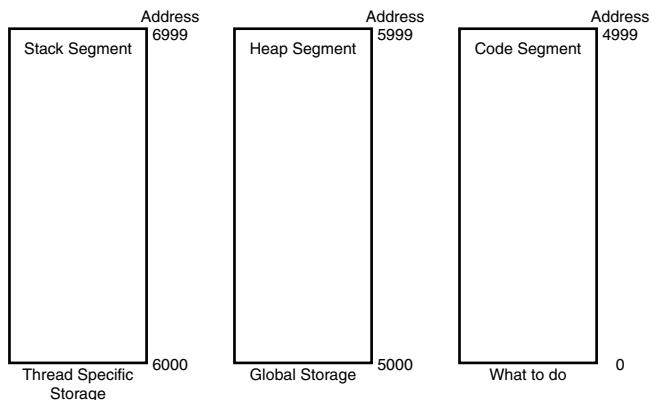 Address
6999
Stack Segment
6000
Thread Specific
Storage
Address
5999
Heap Segment
5000
Global Storage
Address
4999
Code Segment
0
What to do